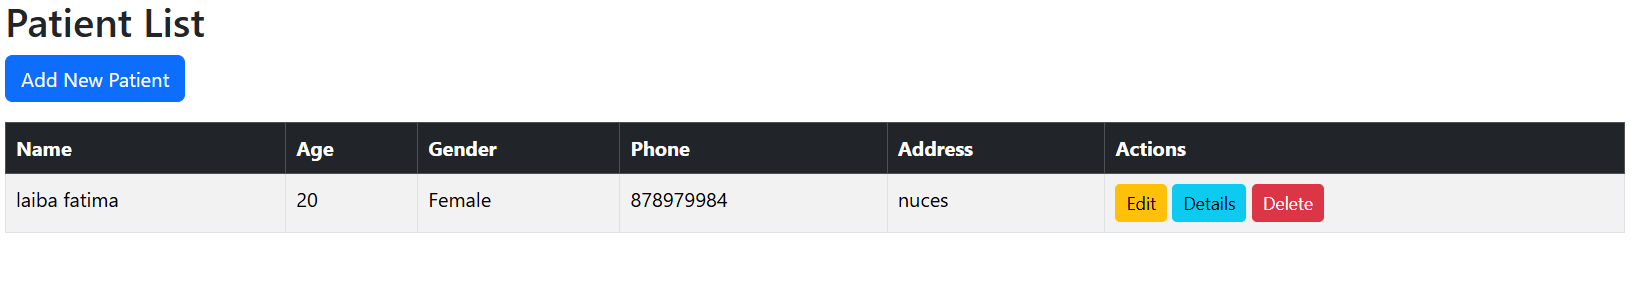 Patient List
Add New Patient
Name Age Gender Phone Address Actions
laiba fatima 20 Female 878979984 nuces Edit Details Delete